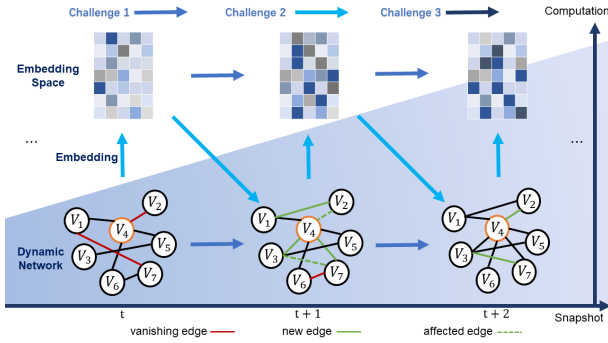 Challenge 1
Challenge 2
Challenge 3
Computation
Embedding
Space
...
...
Embedding
V2
V1
V4
V5
V3
V7
V6
V2
V1
V4
V5
V3
V7
V6
V2
V1
V4
V5
V3
V7
V6
Dynamic
Network
t
t + 1
t + 2
Snapshot
vanishing edge
new edge
affected edge